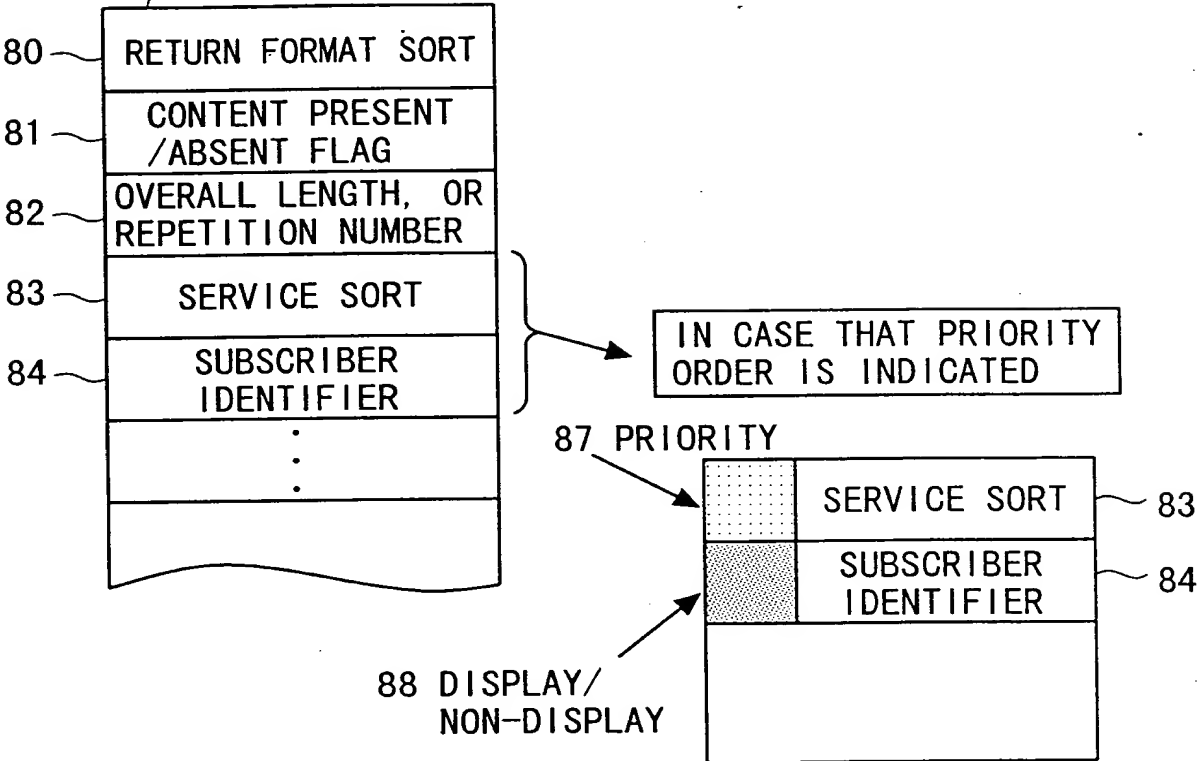 80 RETURN FORMAT SORT
81 CONTENT PRESENT
/ABSENT FLAG
82 OVERALL LENGTH, OR
REPETITION NUMBER
83 SERVICE SORT
84 SUBSCRIBER
IDENTIFIER
IN CASE THAT PRIORITY
ORDER IS INDICATED
87 PRIORITY
SERVICE SORT 83
SUBSCRIBER
IDENTIFIER 84
88 DISPLAY/
NON-DISPLAY